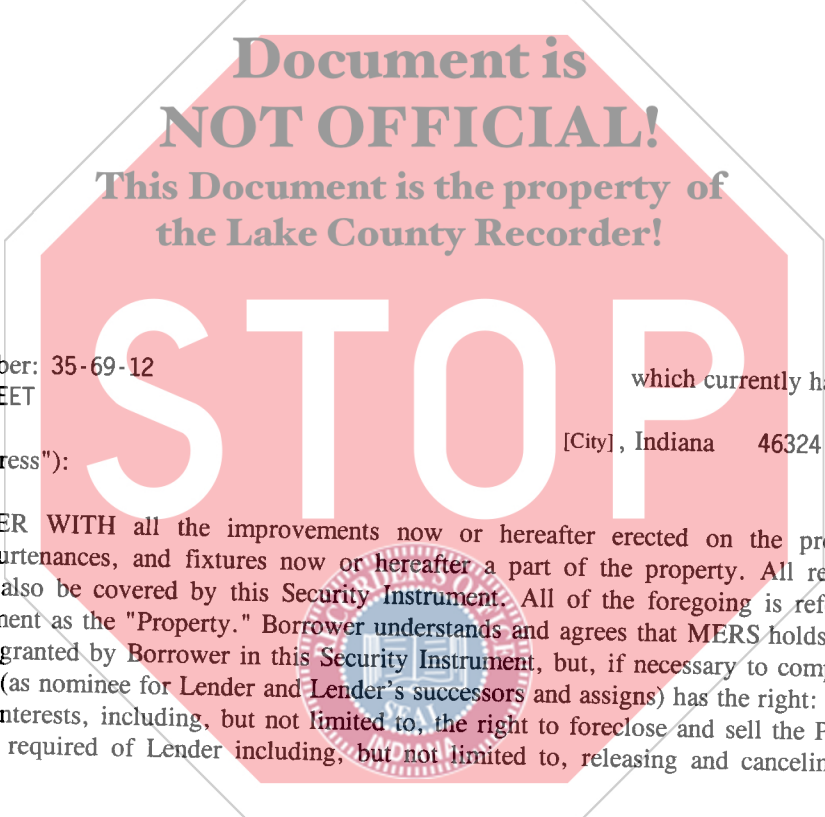 Document is
NOT OFFICIAL!
This Document is the property of
the Lake County Recorder!
STOP
ber: 35-69-12
which currently ha
EET
[City], Indiana 46324
ress"):
ER WITH all the improvements now or hereafter erected on the pro
urtenances, and fixtures now or hereafter a part of the property. All re
also be covered by this Security Instrument. All of the foregoing is ref
ment as the "Property." Borrower understands and agrees that MERS holds
granted by Borrower in this Security Instrument, but, if necessary to comp
(as nominee for Lender and Lender's successors and assigns) has the right:
nterests, including, but not limited to, the right to foreclose and sell the P
required of Lender including, but not limited to, releasing and cancelin
RECORDER'S OFFICE
SEAL
INDIANA